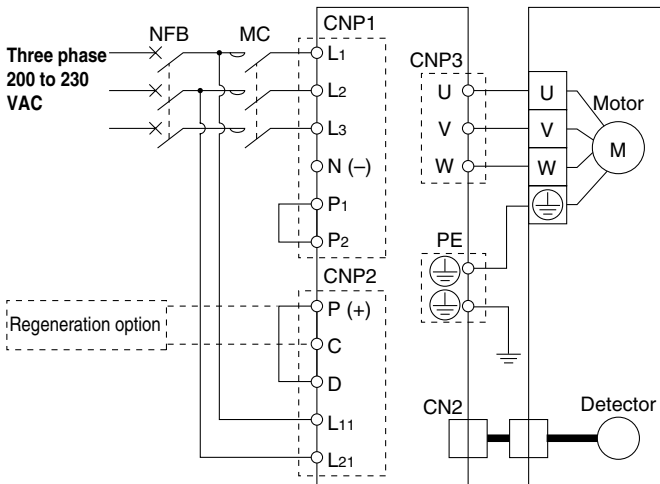 Three phase
200 to 230
VAC
NFB
MC
CNP1
L1
L2
L3
N (–)
P1
P2
CNP2
P (+)
C
D
L11
L21
Regeneration option
CNP3
U
V
W
PE
CN2
U
V
W
Motor
M
Detector